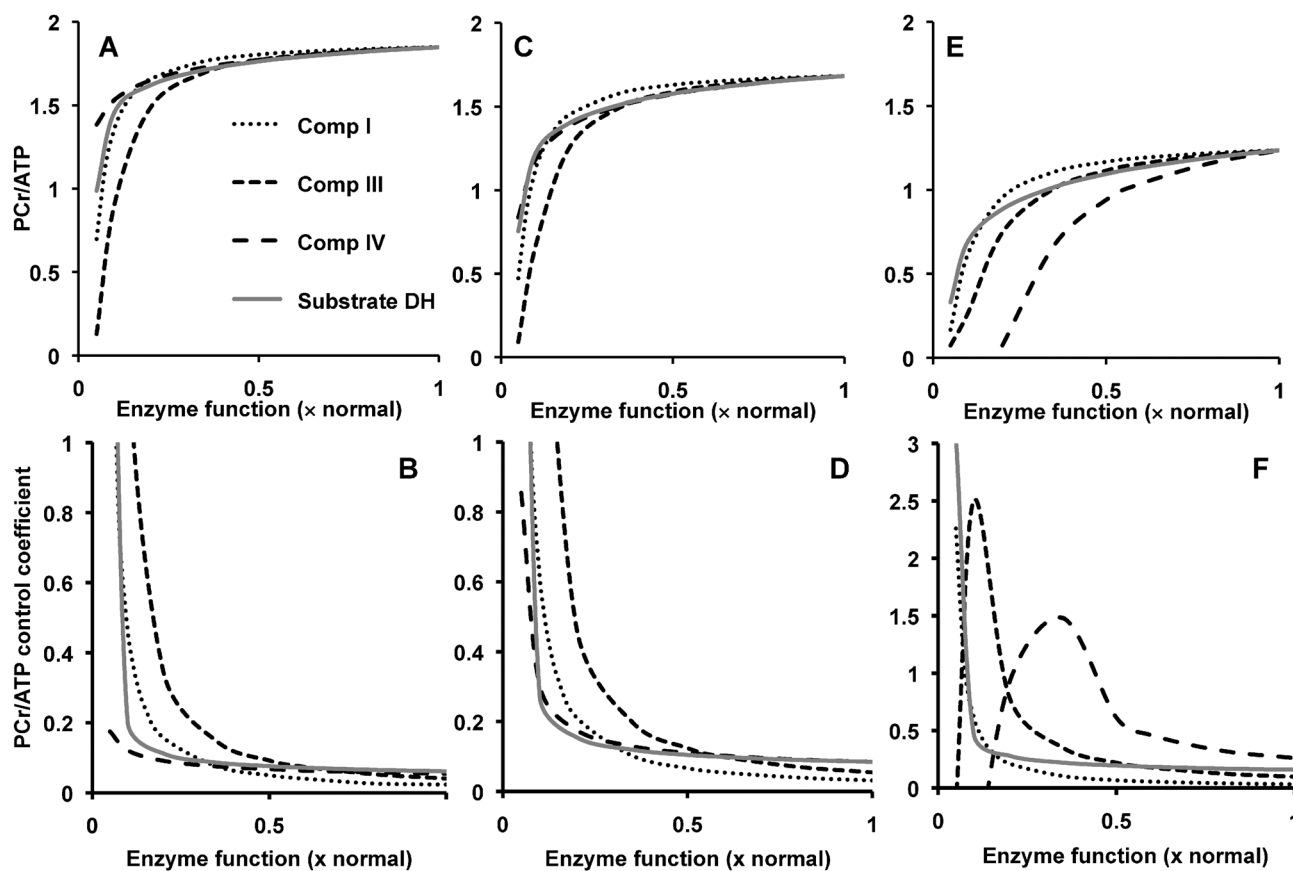 A
C
E
2
1.5
1
0.5
0
PCr/ATP
Comp I
Comp III
Comp IV
Substrate DH
0
0.5
1
Enzyme function (× normal)
2
1.5
1
0.5
0
0
0.5
1
Enzyme function (× normal)
2
1.5
1
0.5
0
0
0.5
1
Enzyme function (× normal)
B
D
F
1
0.8
0.6
0.4
0.2
0
PCr/ATP control coefficient
0
0.5
1
Enzyme function (x normal)
1
0.8
0.6
0.4
0.2
0
0
0.5
1
Enzyme function (x normal)
3
2.5
2
1.5
1
0.5
0
0
0.5
1
Enzyme function (x normal)